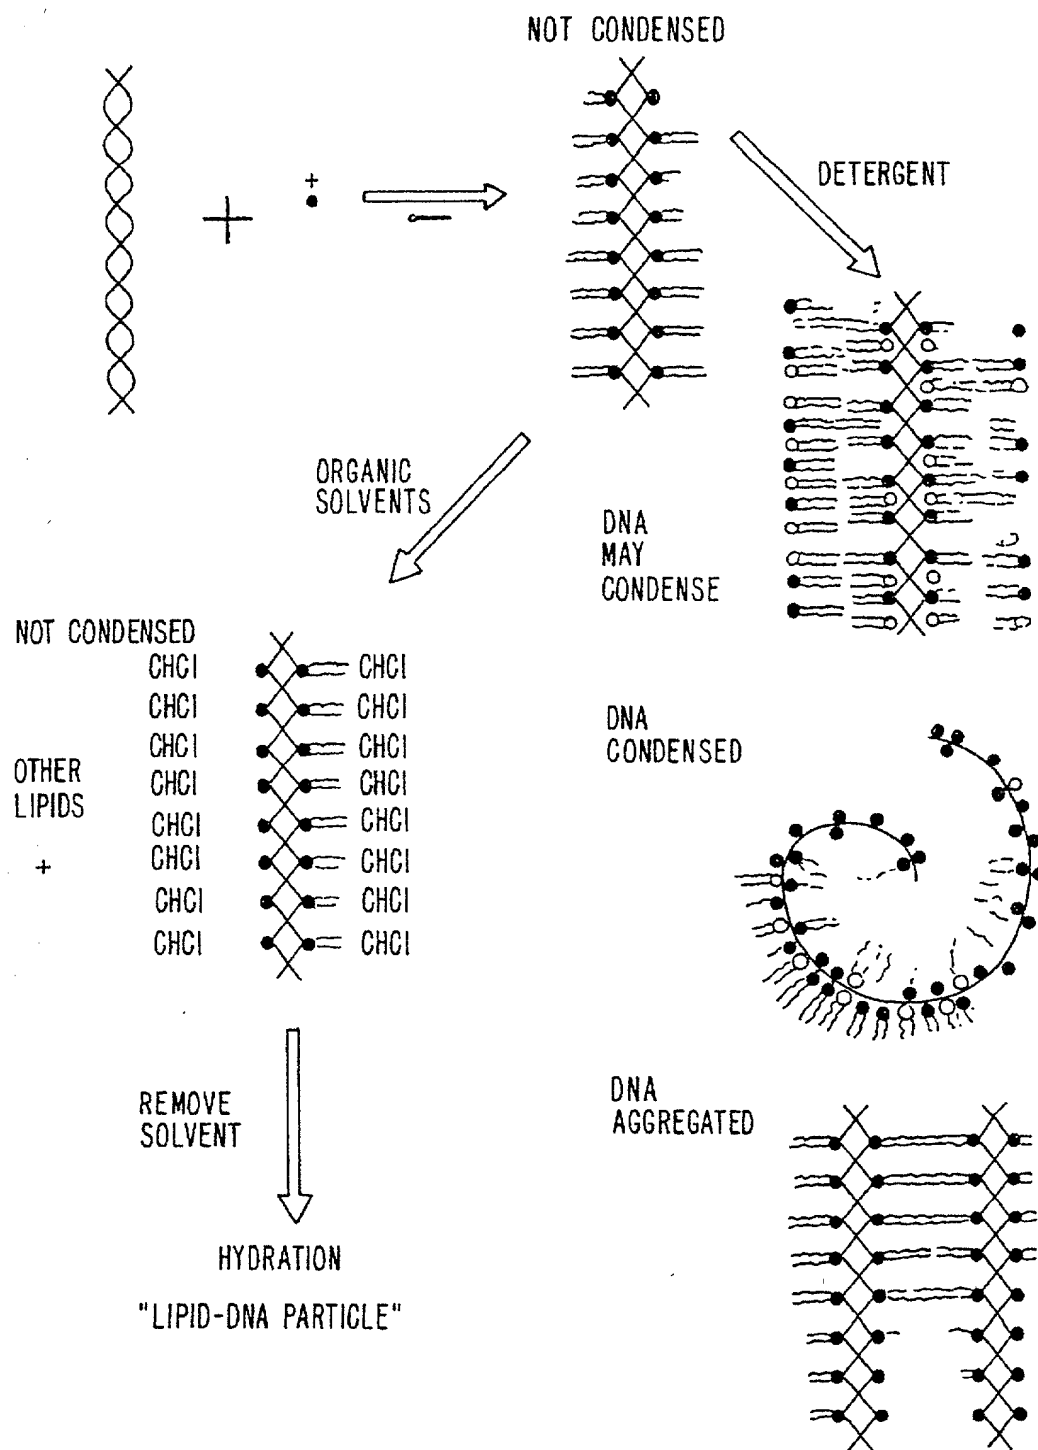 NOT CONDENSED
+
+
DETERGENT
ORGANIC
SOLVENTS
DNA
MAY
CONDENSE
NOT CONDENSED
CHCl CHCl
CHCl CHCl
CHCl CHCl
CHCl CHCl
CHCl CHCl
CHCl CHCl
CHCl CHCl
CHCl CHCl
OTHER
LIPIDS
+
DNA
CONDENSED
REMOVE
SOLVENT
DNA
AGGREGATED
HYDRATION
"LIPID-DNA PARTICLE"